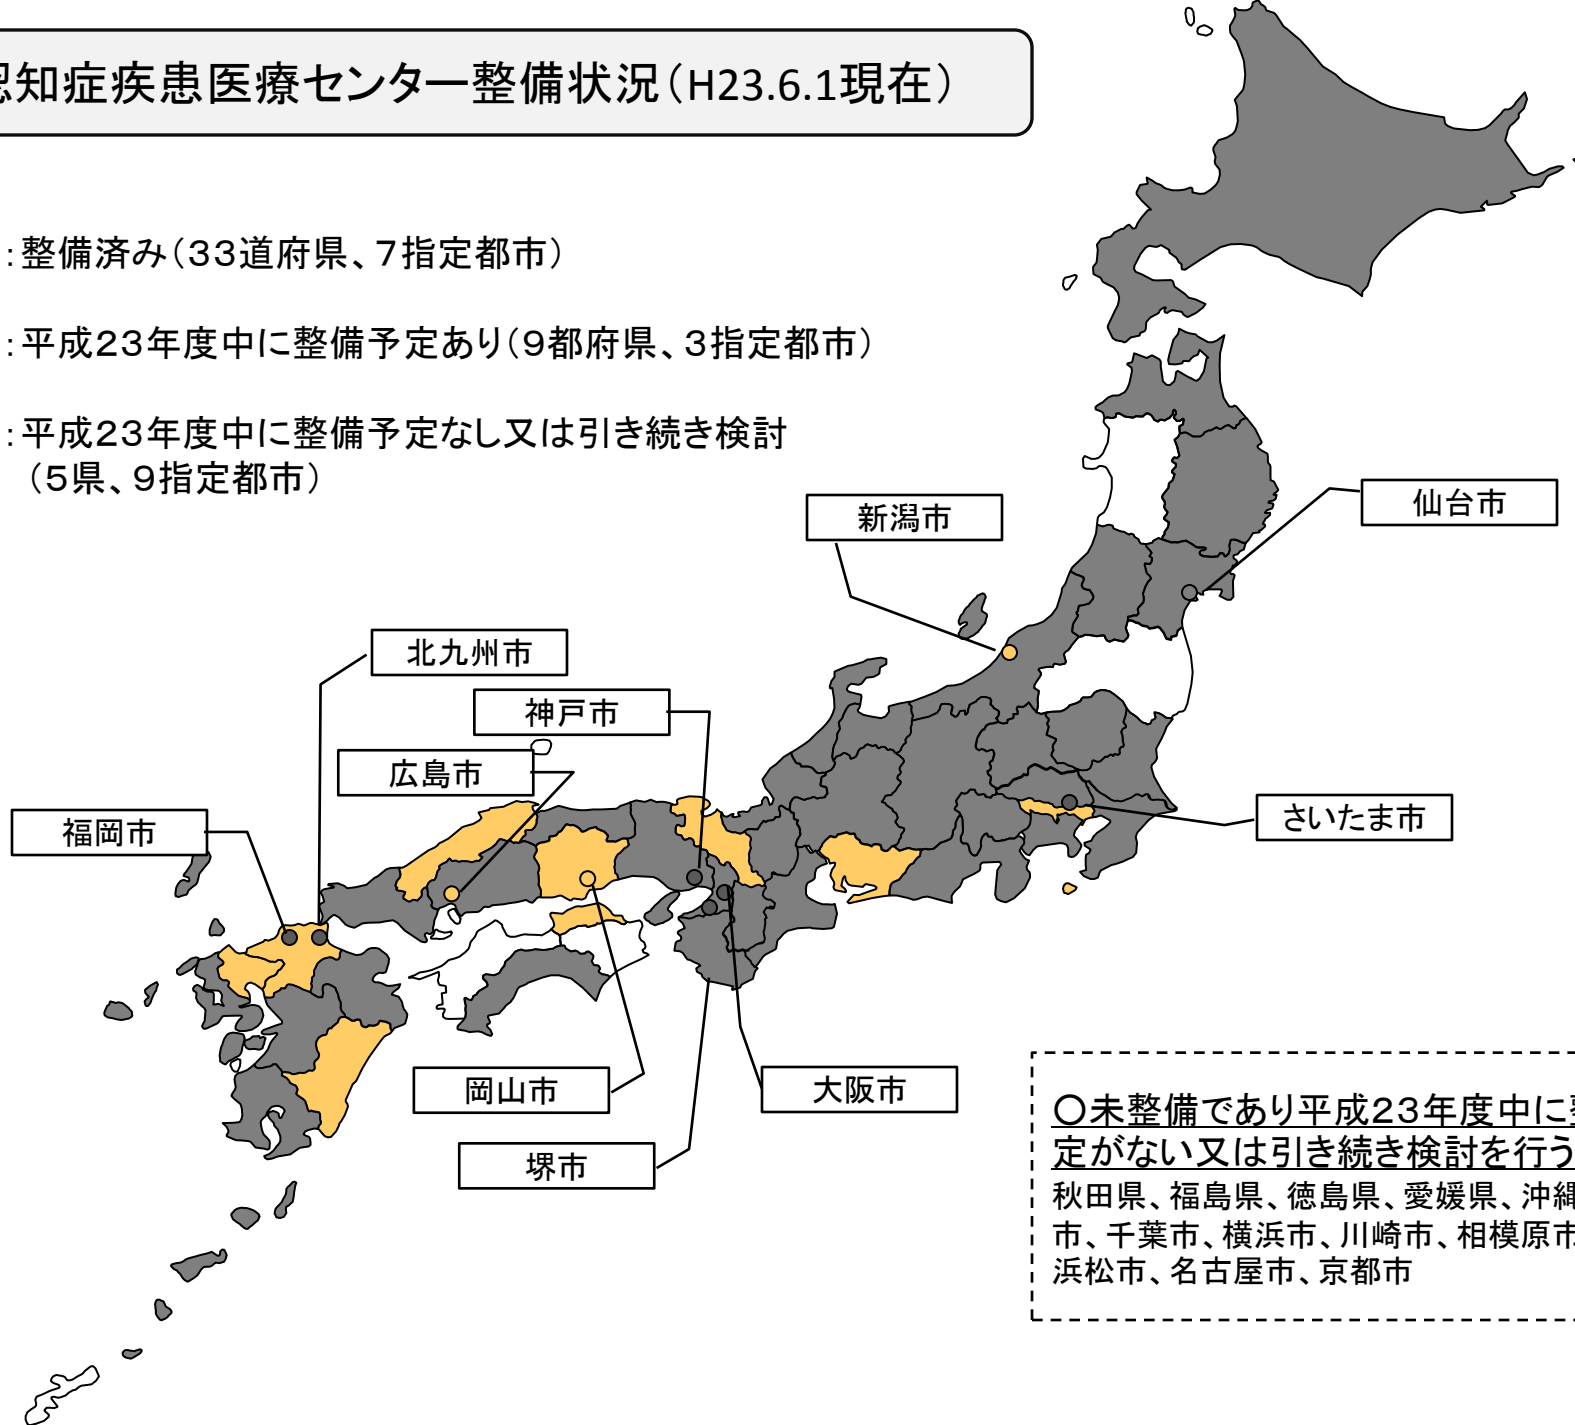 認知症疾患医療センター整備状況（H23.6.1現在）
：整備済み（３３道府県、７指定都市）
：平成２３年度中に整備予定あり（９都府県、３指定都市）
：平成２３年度中に整備予定なし又は引き続き検討
（５県、９指定都市）
新潟市
仙台市
北九州市
神戸市
広島市
福岡市
さいたま市
岡山市
大阪市
堺市
○未整備であり平成２３年度中に整
定がない又は引き続き検討を行う
秋田県、福島県、徳島県、愛媛県、沖縄
市、千葉市、横浜市、川崎市、相模原市
浜松市、名古屋市、京都市